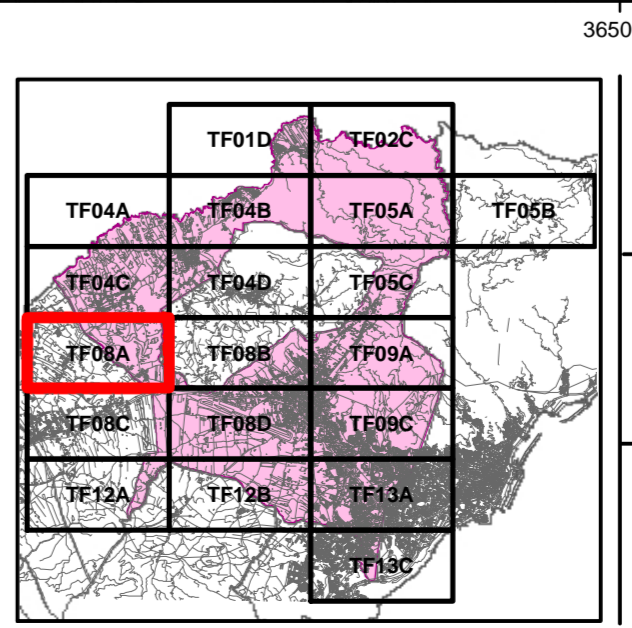 3650
TF01D TF02C
TF04A TF04B TF05A TF05B
TF04C TF04D TF05C
TF08A TF08B TF09A
TF08C TF08D TF09C
TF12A TF12B TF13A
TF13C